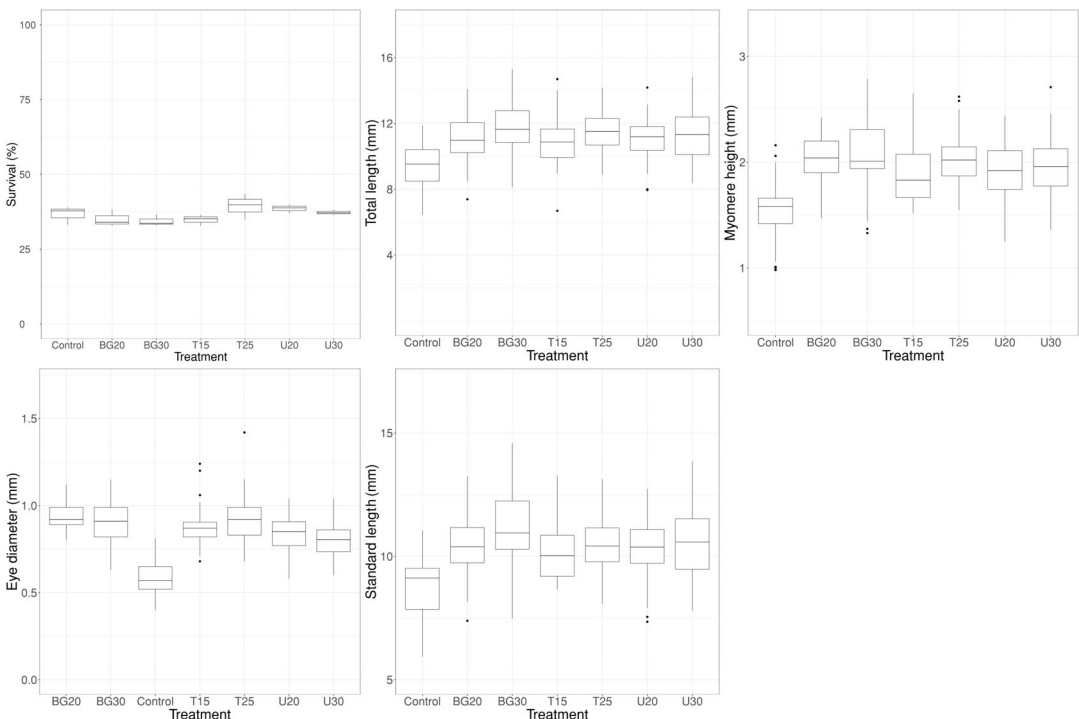 Survival (%)
100
75
50
25
0
Control BG20 BG30 T15 T25 U20 U30
Treatment
Total length (mm)
16
12
8
4
Control BG20 BG30 T15 T25 U20 U30
Treatment
Myomere height (mm)
3
2
1
Control BG20 BG30 T15 T25 U20 U30
Treatment
Eye diameter (mm)
1.5
1.0
0.5
0.0
BG20 BG30 Control T15 T25 U20 U30
Treatment
Standard length (mm)
15
10
5
Control BG20 BG30 T15 T25 U20 U30
Treatment